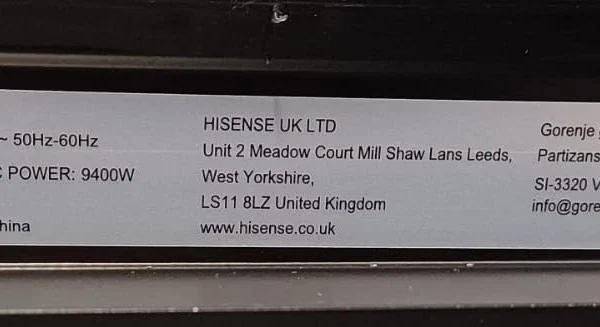 ~ 50Hz-60Hz
C POWER: 9400W
hina
HISENSE UK LTD
Unit 2 Meadow Court Mill Shaw Lans Leeds,
West Yorkshire,
LS11 8LZ United Kingdom
www.hisense.co.uk
Gorenje
Partizans
SI-3320 V
info@gore